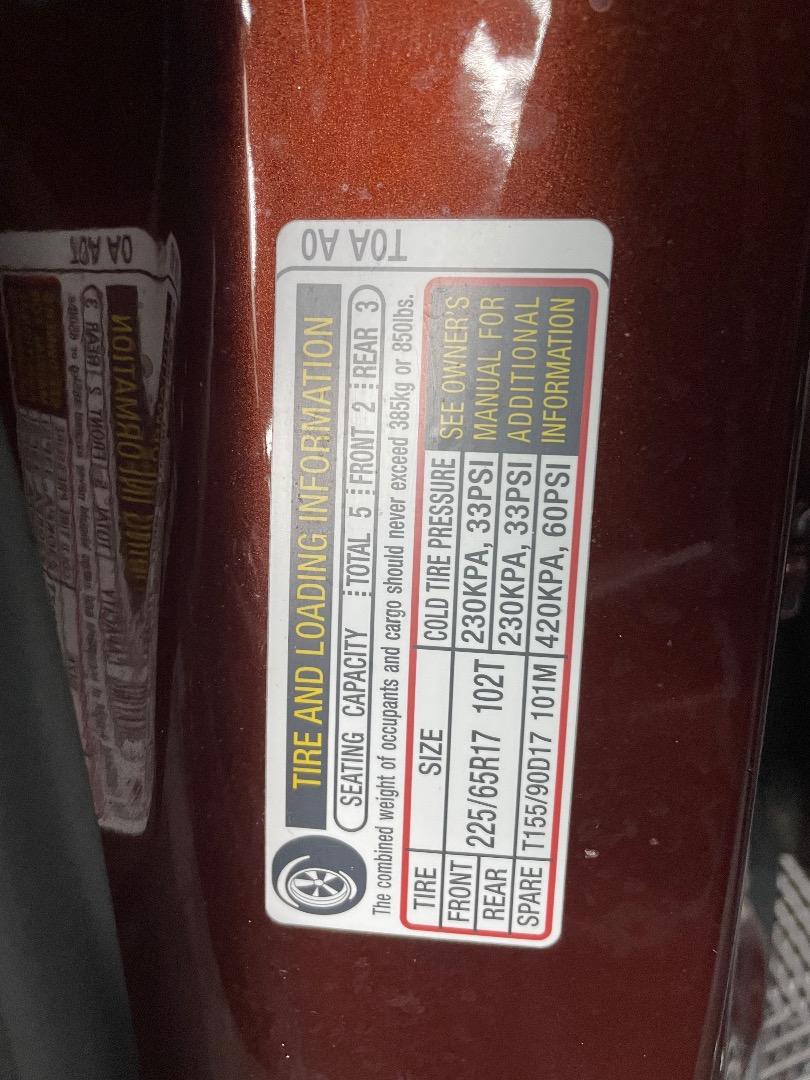 T0A A0
TIRE AND LOADING INFORMATION
SEATING CAPACITY TOTAL 5 FRONT 2 REAR 3
The combined weight of occupants and cargo should never exceed 385kg or 850lbs.
TIRE SIZE COLD TIRE PRESSURE
FRONT 225/65R17 102T 230KPA, 33PSI
REAR 230KPA, 33PSI
SPARE T155/90D17 101M 420KPA, 60PSI
SEE OWNER'S
MANUAL FOR
ADDITIONAL
INFORMATION